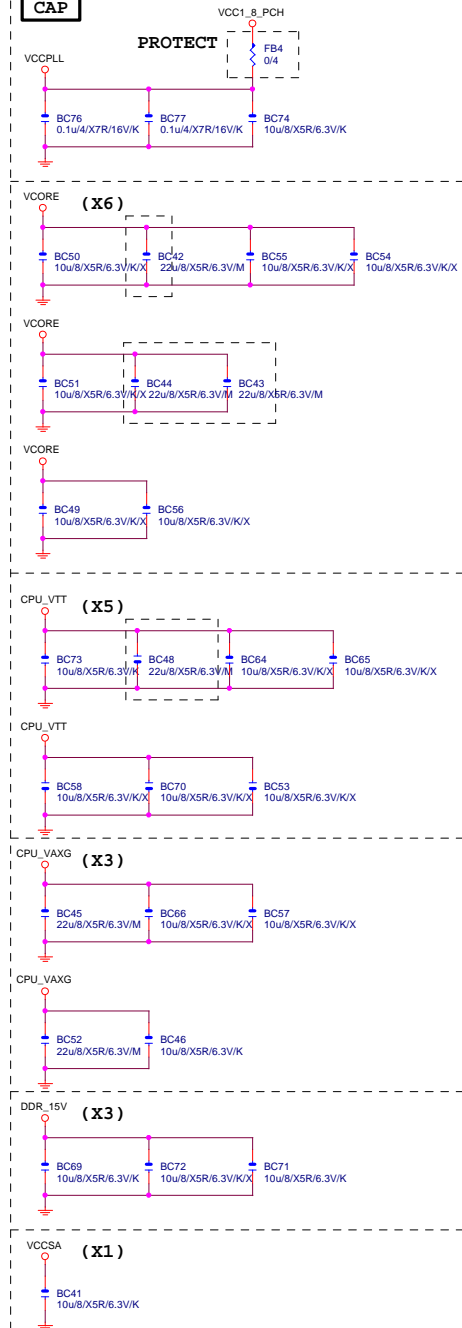 CAP
VCC1_8_PCH
PROTECT
FB4
0/4
VCCPLL
BC76
0.1u/4/X7R/16V/K
BC77
0.1u/4/X7R/16V/K
BC74
10u/8/X5R/6.3V/K
VCORE
(X6)
BC50
10u/8/X5R/6.3V/K/X
BC42
22u/8/X5R/6.3V/M
BC55
10u/8/X5R/6.3V/K/X
BC54
10u/8/X5R/6.3V/K/X
VCORE
BC51
10u/8/X5R/6.3V/K/X
BC44
22u/8/X5R/6.3V/M
BC43
22u/8/X5R/6.3V/M
VCORE
BC49
10u/8/X5R/6.3V/K/X
BC56
10u/8/X5R/6.3V/K/X
CPU_VTT
(X5)
BC73
10u/8/X5R/6.3V/K
BC48
22u/8/X5R/6.3V/M
BC64
10u/8/X5R/6.3V/K/X
BC65
10u/8/X5R/6.3V/K/X
CPU_VTT
BC58
10u/8/X5R/6.3V/K/X
BC70
10u/8/X5R/6.3V/K/X
BC53
10u/8/X5R/6.3V/K/X
CPU_VAXG
(X3)
BC45
22u/8/X5R/6.3V/M
BC66
10u/8/X5R/6.3V/K/X
BC57
10u/8/X5R/6.3V/K/X
CPU_VAXG
BC52
22u/8/X5R/6.3V/M
BC46
10u/8/X5R/6.3V/K
DDR_15V
(X3)
BC69
10u/8/X5R/6.3V/K
BC72
10u/8/X5R/6.3V/K/X
BC71
10u/8/X5R/6.3V/K
VCCSA
(X1)
BC41
10u/8/X5R/6.3V/K